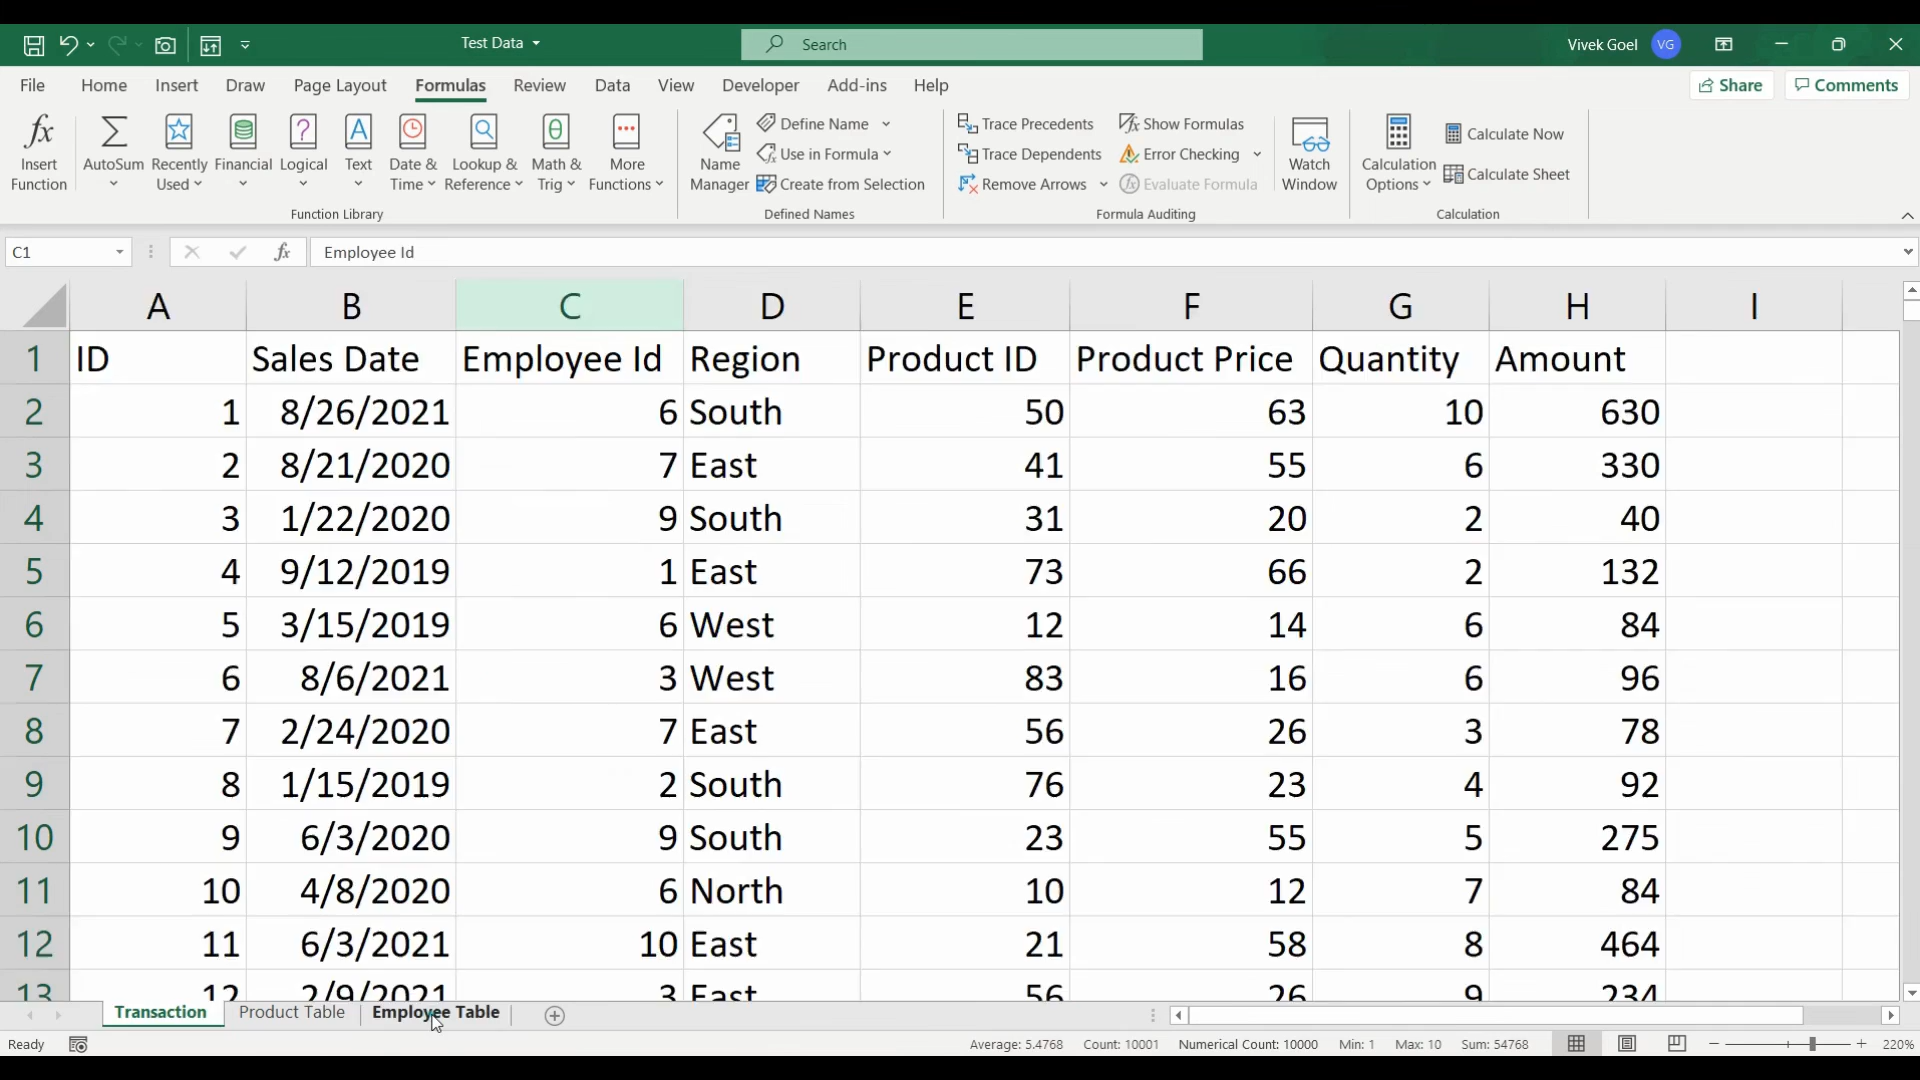 Test Data
Search
Vivek Goel VG
File Home Insert Draw Page Layout Formulas Review Data View Developer Add-ins Help Share Comments
fx Insert Function
AutoSum
Recently Used
Financial
Logical
Text
Date & Time
Lookup & Reference
Math & Trig
More Functions
Function Library
Name Manager
Define Name
Use in Formula
Create from Selection
Defined Names
Trace Precedents
Trace Dependents
Remove Arrows
Show Formulas
Error Checking
Evaluate Formula
Formula Auditing
Watch Window
Calculation Options
Calculate Now
Calculate Sheet
Calculation
C1 fx Employee Id
A B C D E F G H I
1 ID Sales Date Employee Id Region Product ID Product Price Quantity Amount
2 1 8/26/2021 6 South 50 63 10 630
3 2 8/21/2020 7 East 41 55 6 330
4 3 1/22/2020 9 South 31 20 2 40
5 4 9/12/2019 1 East 73 66 2 132
6 5 3/15/2019 6 West 12 14 6 84
7 6 8/6/2021 3 West 83 16 6 96
8 7 2/24/2020 7 East 56 26 3 78
9 8 1/15/2019 2 South 76 23 4 92
10 9 6/3/2020 9 South 23 55 5 275
11 10 4/8/2020 6 North 10 12 7 84
12 11 6/3/2021 10 East 21 58 8 464
13 12 2/9/2021 3 East 56 26 9 234
Transaction Product Table Employee Table
Ready Average: 5.4768 Count: 10001 Numerical Count: 10000 Min: 1 Max: 10 Sum: 54768 220%